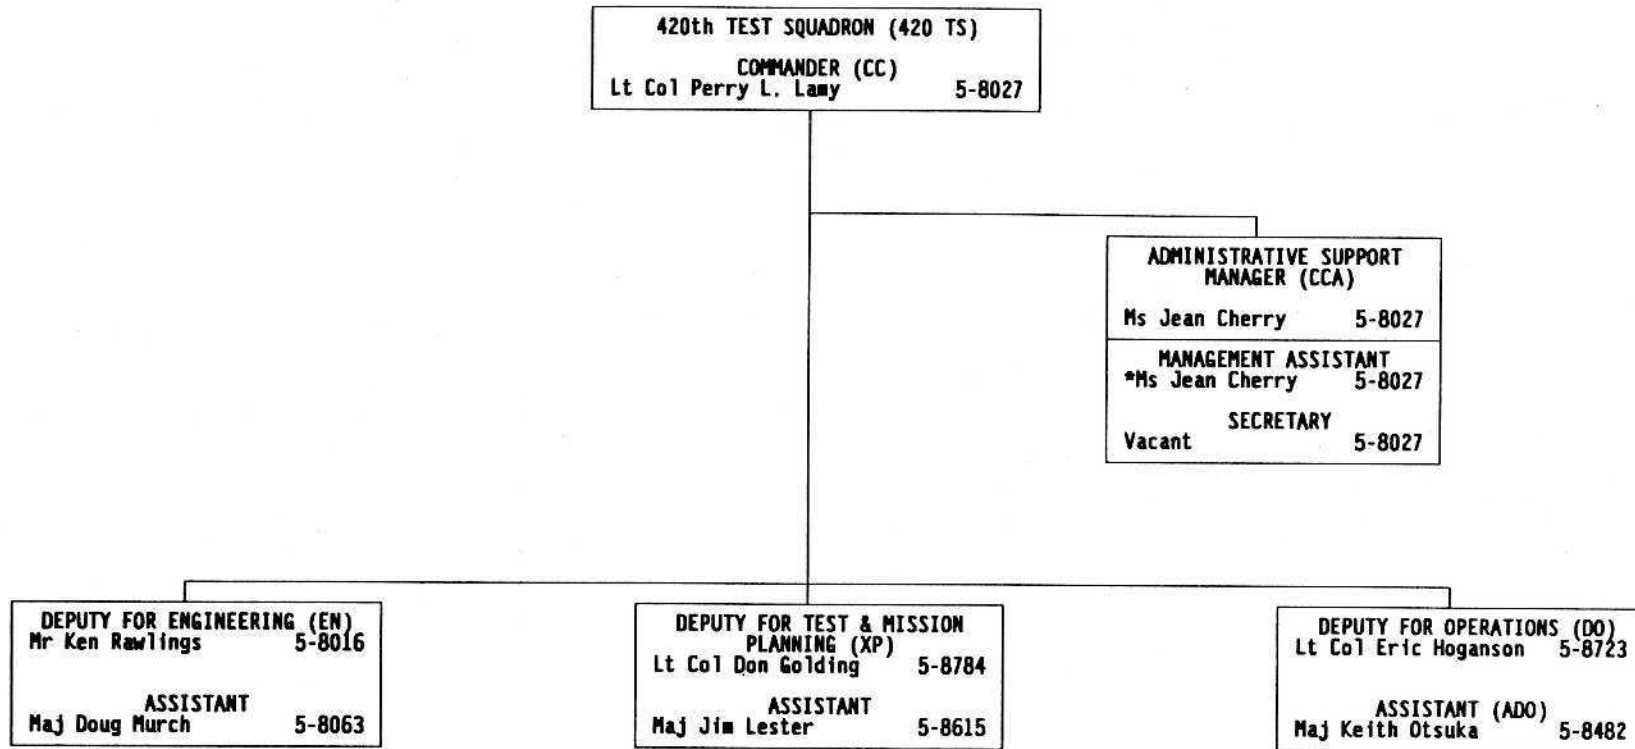 420th TEST SQUADRON (420 TS)
COMMANDER (CC)
Lt Col Perry L. Lamy 5-8027
ADMINISTRATIVE SUPPORT
MANAGER (CCA)
Ms Jean Cherry 5-8027
MANAGEMENT ASSISTANT
*Ms Jean Cherry 5-8027
SECRETARY
Vacant 5-8027
DEPUTY FOR ENGINEERING (EN)
Mr Ken Rawlings 5-8016
ASSISTANT
Maj Doug Murch 5-8063
DEPUTY FOR TEST & MISSION
PLANNING (XP)
Lt Col Don Golding 5-8784
ASSISTANT
Maj Jim Lester 5-8615
DEPUTY FOR OPERATIONS (DO)
Lt Col Eric Hoganson 5-8723
ASSISTANT (ADO)
Maj Keith Otsuka 5-8482